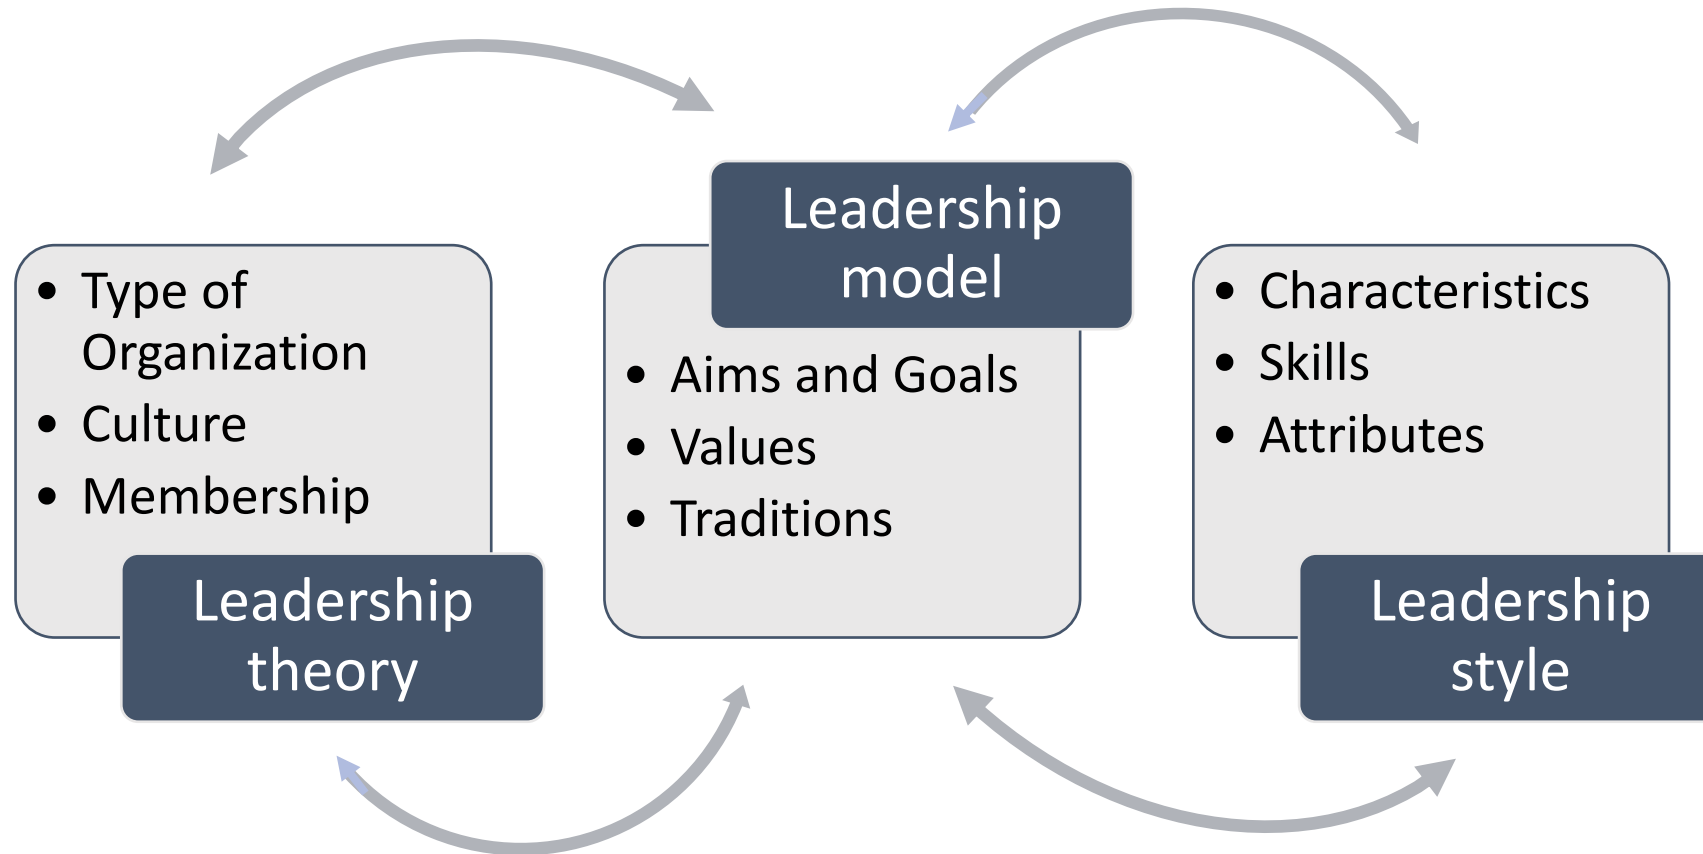 • Type of
Organization
• Culture
• Membership
Leadership
theory
Leadership
model
• Aims and Goals
• Values
• Traditions
• Characteristics
• Skills
• Attributes
Leadership
style